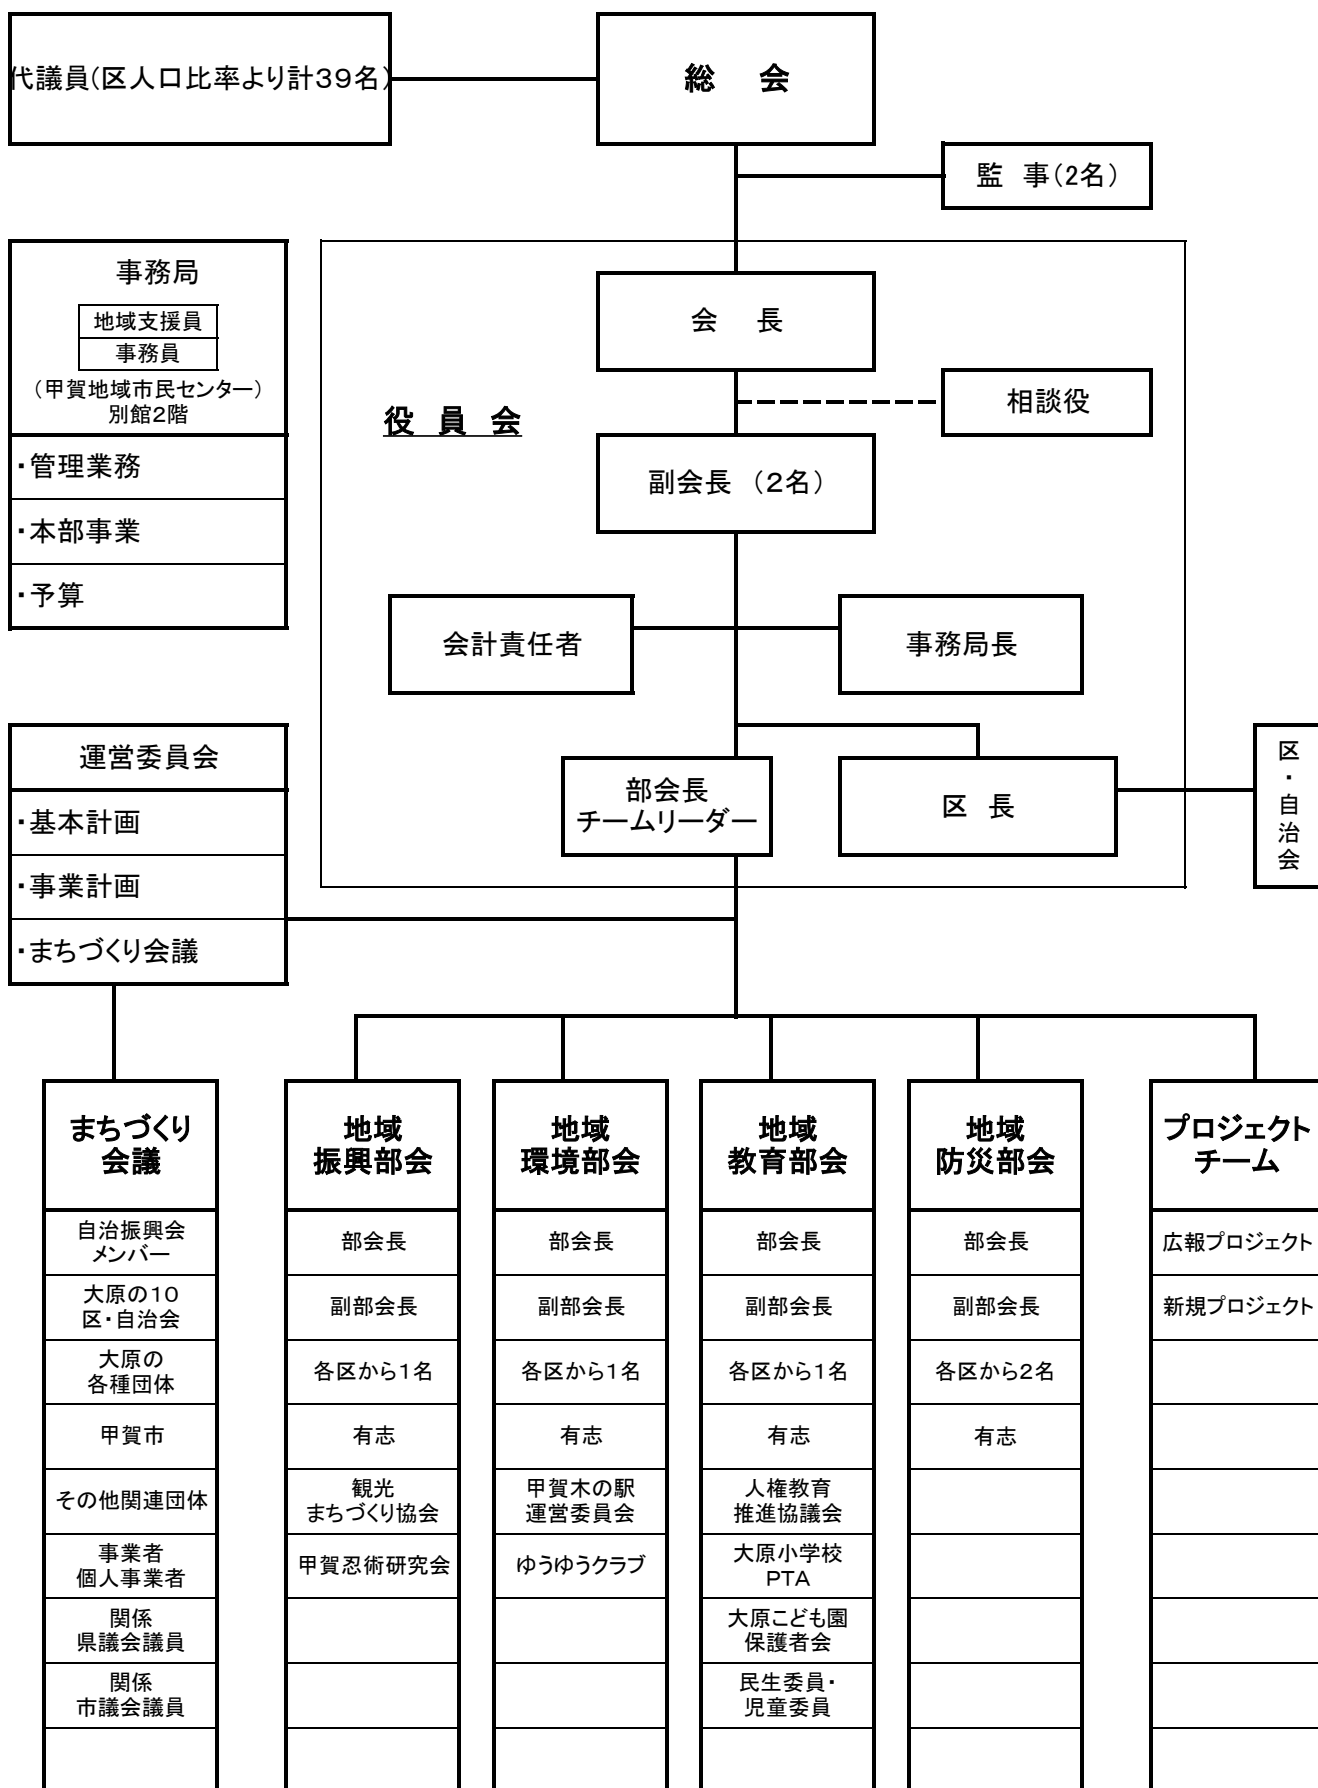 代議員(区人口比率より計39名)
総　会
監　事(2名)
事務局
地域支援員
事務員
(甲賀地域市民センター)
別館2階
・管理業務
・本部事業
・予算
役　員　会
会　長
相談役
副会長　(2名)
会計責任者
事務局長
部会長
チームリーダー
区　長
区・自治会
運営委員会
・基本計画
・事業計画
・まちづくり会議
まちづくり
会議
自治振興会
メンバー
大原の10
区・自治会
大原の
各種団体
甲賀市
その他関連団体
事業者
個人事業者
関係
県議会議員
関係
市議会議員
地域
振興部会
部会長
副部会長
各区から1名
有志
観光
まちづくり協会
甲賀忍術研究会
地域
環境部会
部会長
副部会長
各区から1名
有志
甲賀木の駅
運営委員会
ゆうゆうクラブ
地域
教育部会
部会長
副部会長
各区から1名
有志
人権教育
推進協議会
大原小学校
PTA
大原こども園
保護者会
民生委員・
児童委員
地域
防災部会
部会長
副部会長
各区から2名
有志
プロジェクト
チーム
広報プロジェクト
新規プロジェクト